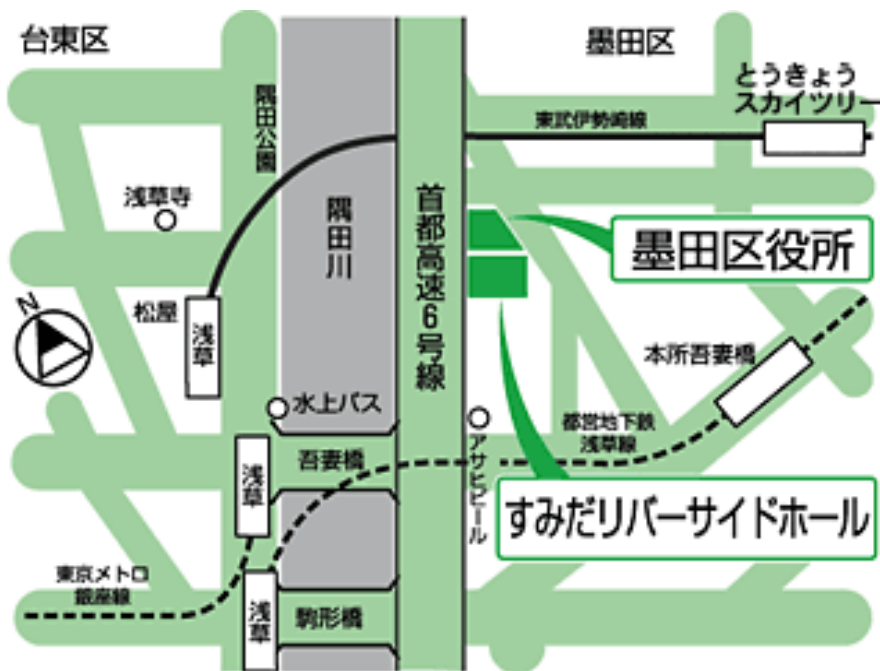 台東区
墨田区
とうきょう
スカイツリー
東武伊勢崎線
隅田公園
浅草寺
隅田川
首都高速6号線
墨田区役所
N
松屋
浅草
本所吾妻橋
水上バス
都営地下鉄
浅草線
アサヒビール
吾妻橋
浅草
すみだリバーサイドホール
東京メトロ
銀座線
浅草
駒形橋